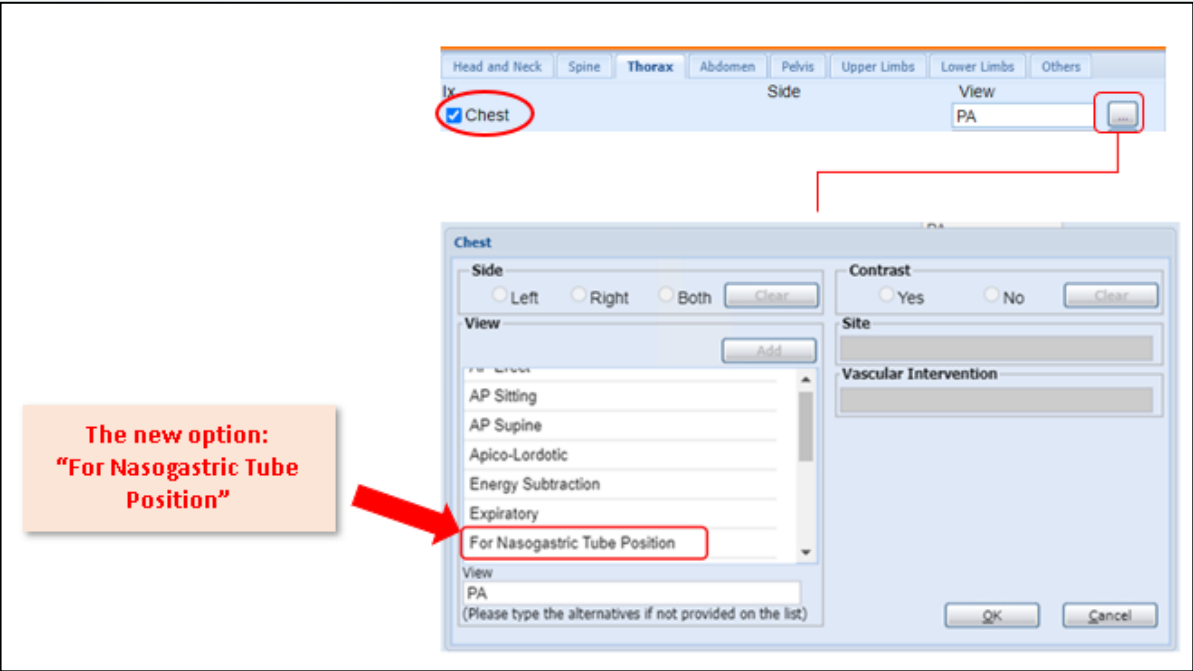 Head and Neck Spine Thorax Abdomen Pelvis Upper Limbs Lower Limbs Others
Ix Side View
Chest PA ...
PA
Chest
Side
Left Right Both Clear
Contrast
Yes No Clear
View
Add
Site
Vascular Intervention
AP Erect
AP Sitting
AP Supine
Apico-Lordotic
Energy Subtraction
Expiratory
For Nasogastric Tube Position
View
PA
(Please type the alternatives if not provided on the list)
OK Cancel
The new option:
“For Nasogastric Tube
Position”